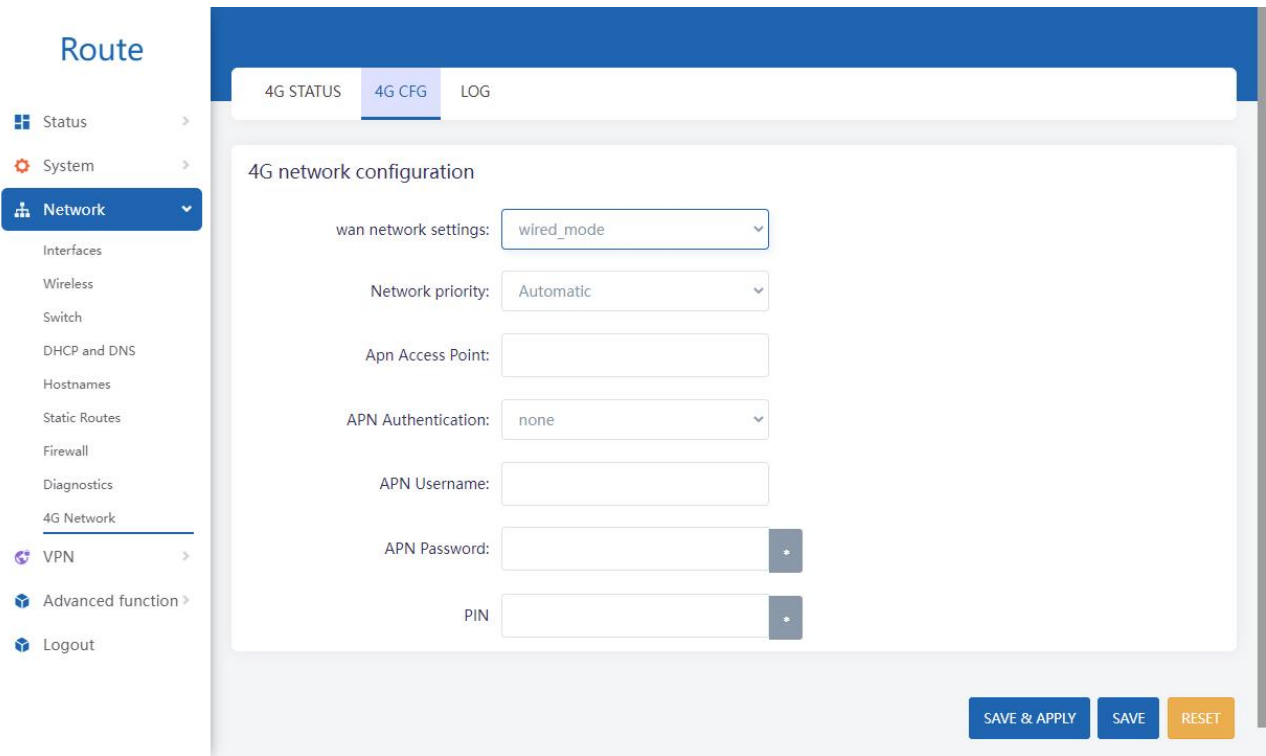 Route
4G STATUS 4G CFG LOG
Status
System
Network
Interfaces
Wireless
Switch
DHCP and DNS
Hostnames
Static Routes
Firewall
Diagnostics
4G Network
VPN
Advanced function
Logout
4G network configuration
wan network settings: wired_mode
Network priority: Automatic
Apn Access Point:
APN Authentication: none
APN Username:
APN Password: *
PIN *
SAVE & APPLY SAVE RESET